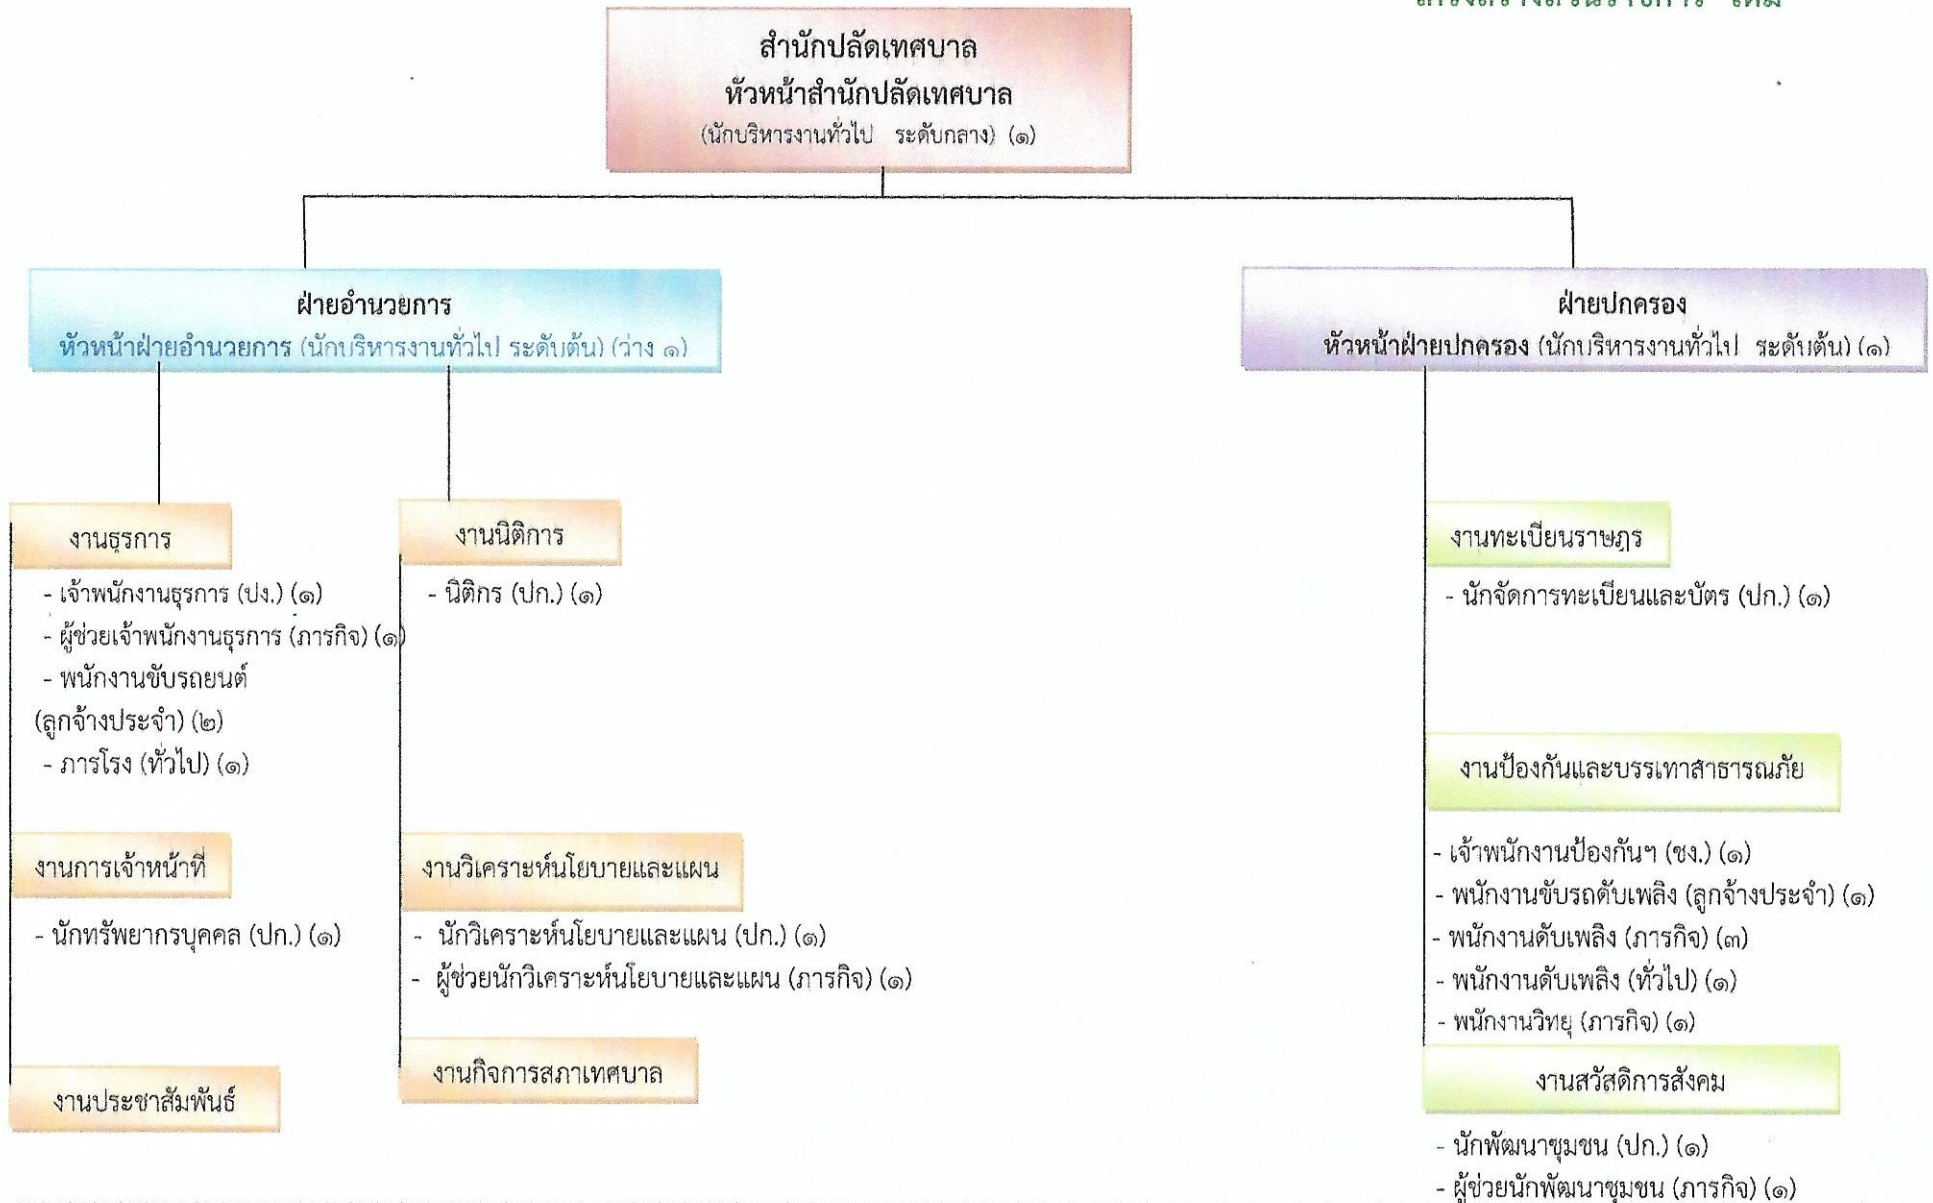 สำนักปลัดเทศบาล
หัวหน้าสำนักปลัดเทศบาล
(นักบริหารงานทั่วไป ระดับกลาง) (๑)
ฝ่ายอำนวยการ
หัวหน้าฝ่ายอำนวยการ (นักบริหารงานทั่วไป ระดับต้น) (ว่าง ๑)
ฝ่ายปกครอง
หัวหน้าฝ่ายปกครอง (นักบริหารงานทั่วไป ระดับต้น) (๑)
งานธุรการ
- เจ้าพนักงานธุรการ (ปง.) (๑)
- ผู้ช่วยเจ้าพนักงานธุรการ (ภารกิจ) (๑)
- พนักงานขับรถยนต์
(ลูกจ้างประจำ) (๒)
- ภารโรง (ทั่วไป) (๑)
งานการเจ้าหน้าที่
- นักทรัพยากรบุคคล (ปก.) (๑)
งานประชาสัมพันธ์
งานนิติการ
- นิติกร (ปก.) (๑)
งานวิเคราะห์นโยบายและแผน
- นักวิเคราะห์นโยบายและแผน (ปก.) (๑)
- ผู้ช่วยนักวิเคราะห์นโยบายและแผน (ภารกิจ) (๑)
งานกิจการสภาเทศบาล
งานทะเบียนราษฎร
- นักจัดการทะเบียนและบัตร (ปก.) (๑)
งานป้องกันและบรรเทาสาธารณภัย
- เจ้าพนักงานป้องกันฯ (ชง.) (๑)
- พนักงานขับรถดับเพลิง (ลูกจ้างประจำ) (๑)
- พนักงานดับเพลิง (ภารกิจ) (๓)
- พนักงานดับเพลิง (ทั่วไป) (๑)
- พนักงานวิทยุ (ภารกิจ) (๑)
งานสวัสดิการสังคม
- นักพัฒนาชุมชน (ปก.) (๑)
- ผู้ช่วยนักพัฒนาชุมชน (ภารกิจ) (๑)